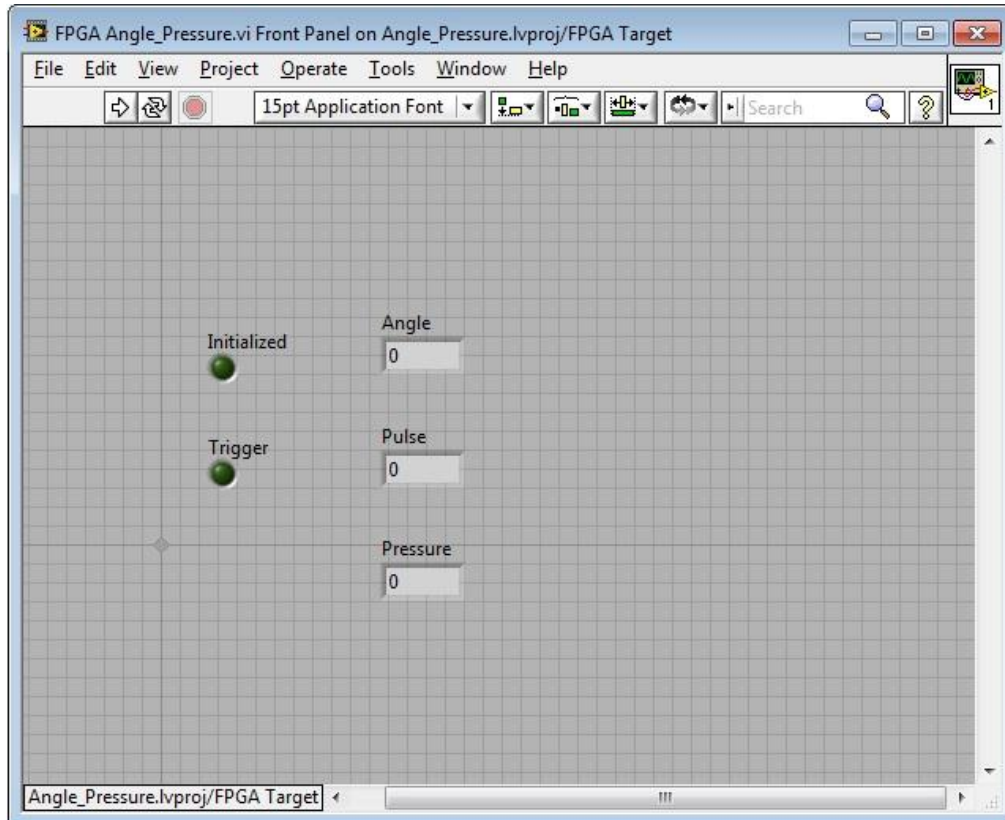 FPGA Angle_Pressure.vi Front Panel on Angle_Pressure.lvproj/FPGA Target
File Edit View Project Operate Tools Window Help
15pt Application Font Search ? 1
Angle
Initialized
0
Trigger
Pulse
0
Pressure
0
Angle_Pressure.lvproj/FPGA Target